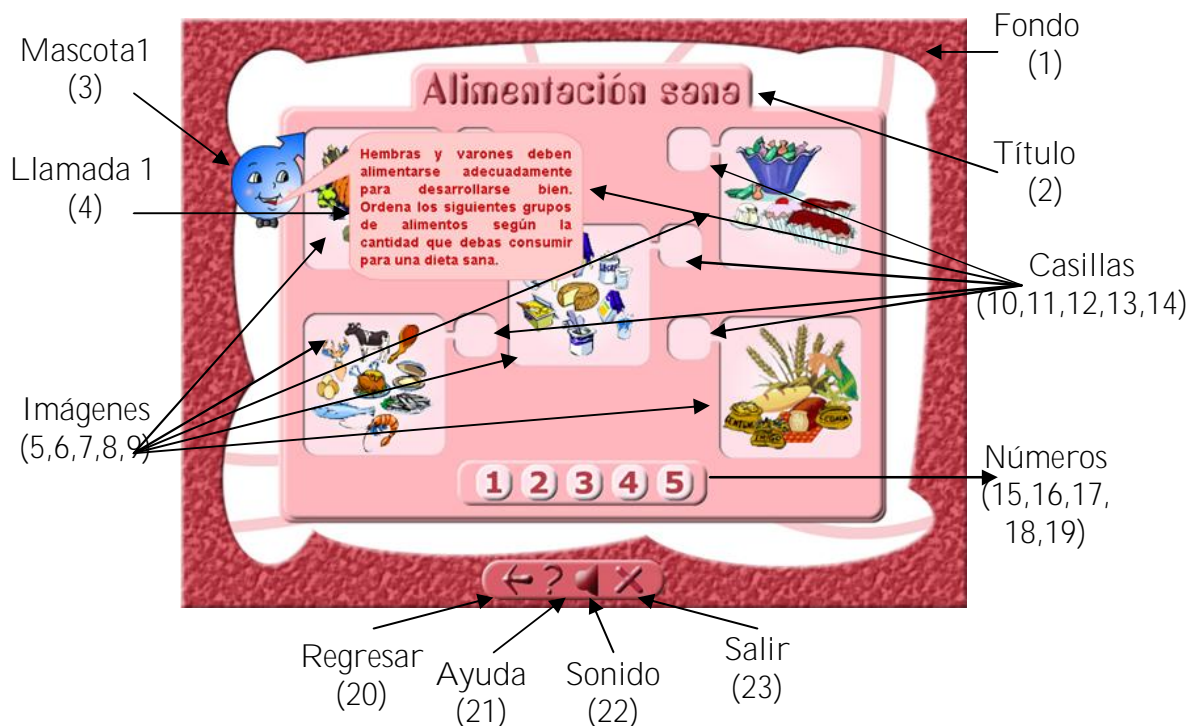 Mascota1
(3)
Fondo
(1)
Alimentación sana
Llamada 1
(4)
Título
(2)
Hembras y varones deben
alimentarse adecuadamente
para desarrollarse bien.
Ordena los siguientes grupos
de alimentos según la
cantidad que debas consumir
para una dieta sana.
Casillas
(10,11,12,13,14)
Imágenes
(5,6,7,8,9)
1 2 3 4 5
Números
(15,16,17,
18,19)
?
Regresar
(20)
Ayuda
(21)
Sonido
(22)
Salir
(23)